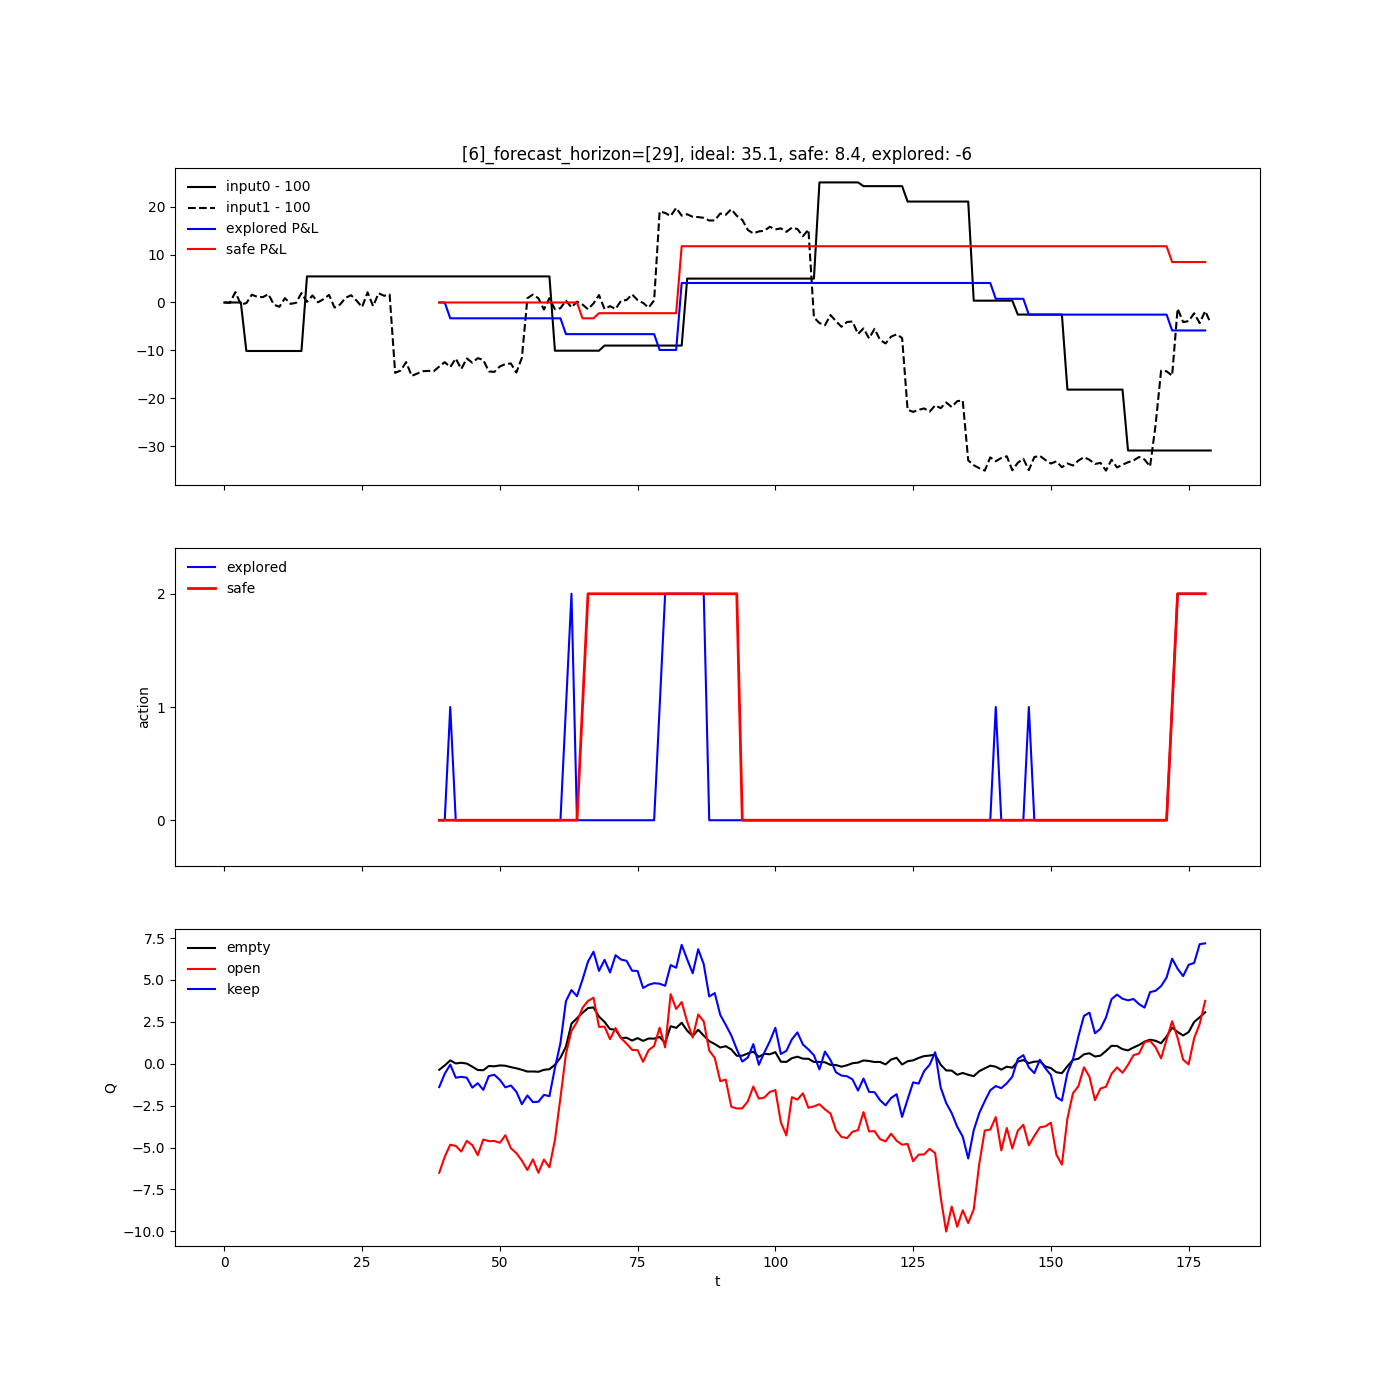 [6]_forecast_horizon=[29], ideal: 35.1, safe: 8.4, explored: -6
input0 - 100
input1 - 100
explored P&L
safe P&L
20
10
0
−10
−20
−30
explored
safe
2
1
0
action
empty
open
keep
7.5
5.0
2.5
0.0
−2.5
−5.0
−7.5
−10.0
Q
0 25 50 75 100 125 150 175
t